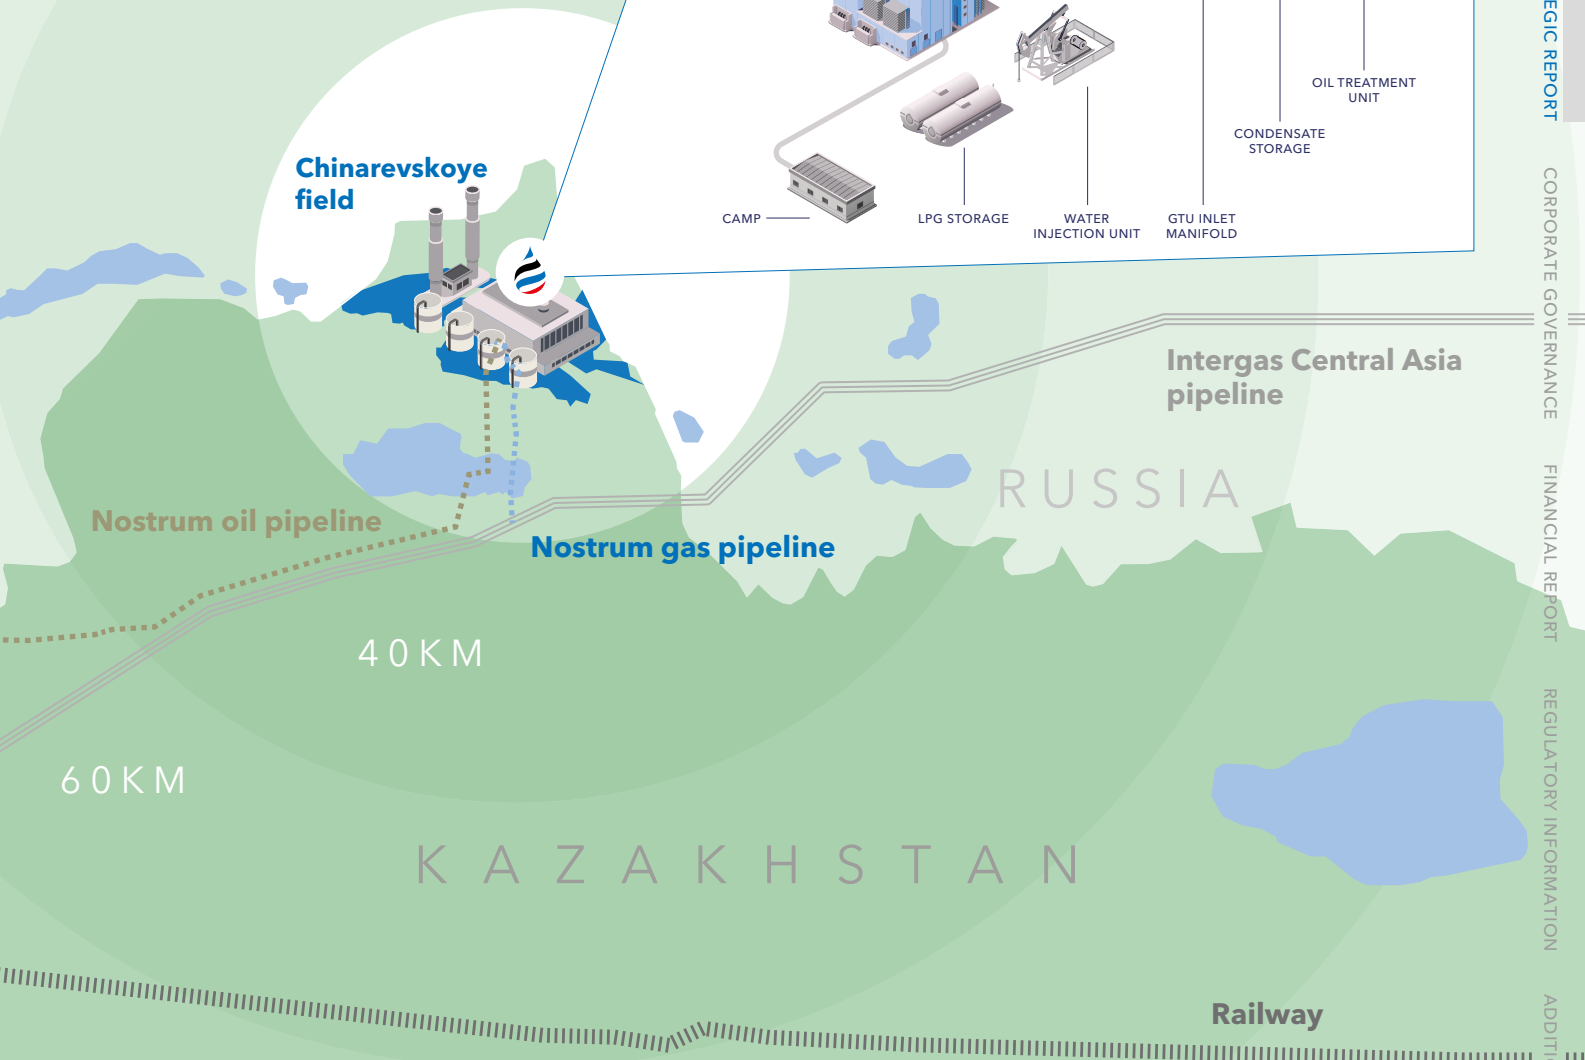 OIL TREATMENT
UNIT
CONDENSATE
STORAGE
CAMP
LPG STORAGE
WATER
INJECTION UNIT
GTU INLET
MANIFOLD
Chinarevskoye
field
Intergas Central Asia
pipeline
RUSSIA
Nostrum oil pipeline
Nostrum gas pipeline
40KM
60KM
KAZAKHSTAN
Railway
EGIC REPORT
CORPORATE GOVERNANCE
FINANCIAL REPORT
REGULATORY INFORMATION
ADDITI